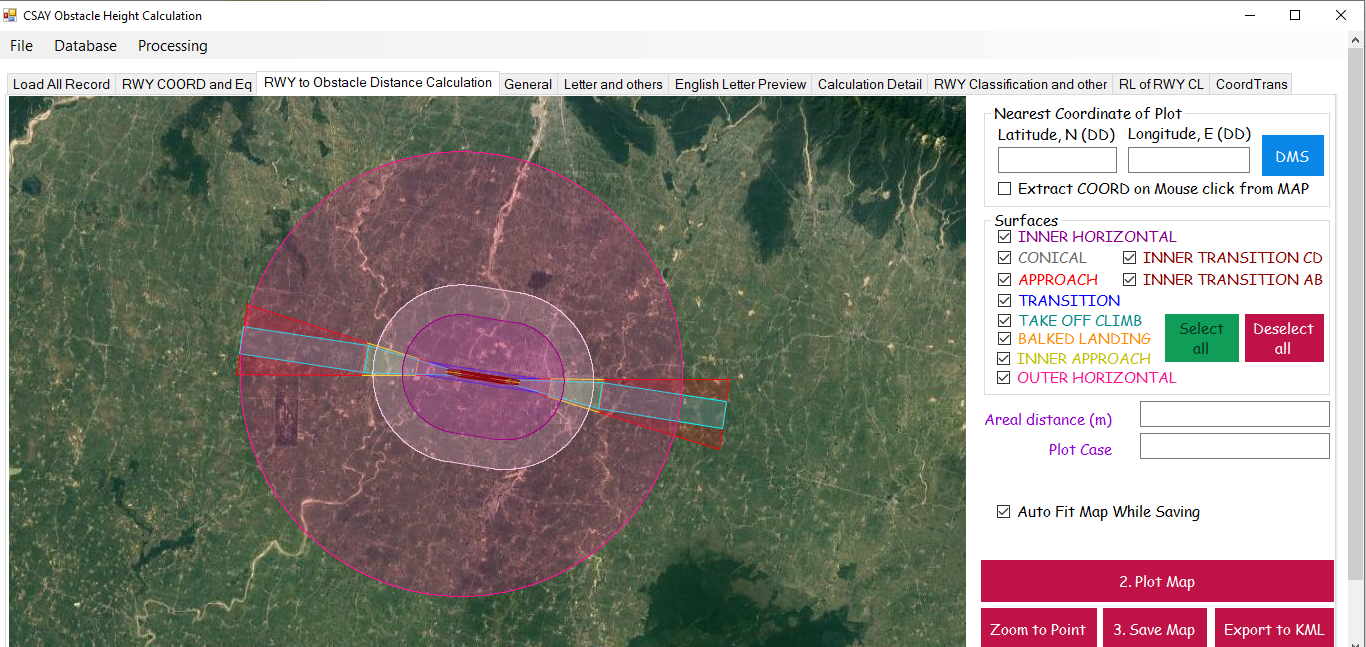 CSAY Obstacle Height Calculation
File Database Processing
Load All Record RWY COORD and Eq RWY to Obstacle Distance Calculation General Letter and others English Letter Preview Calculation Detail RWY Classification and other RL of RWY CL CoordTrans
Nearest Coordinate of Plot
Latitude, N (DD) Longitude, E (DD)
DMS
Extract COORD on Mouse click from MAP
Surfaces
INNER HORIZONTAL
CONICAL INNER TRANSITION CD
APPROACH INNER TRANSITION AB
TRANSITION
TAKE OFF CLIMB
BALKED LANDING
INNER APPROACH
OUTER HORIZONTAL
Select
all
Deselect
all
Areal distance (m)
Plot Case
Auto Fit Map While Saving
2. Plot Map
Zoom to Point 3. Save Map Export to KML